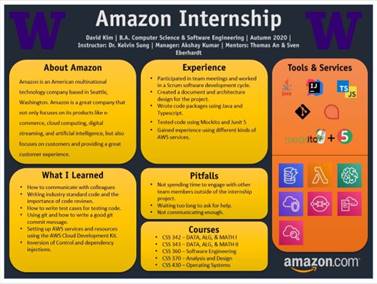 Amazon Internship
David Kim | B.A. Computer Science & Software Engineering | Autumn 2020 |
Instructor: Dr. Kelvin Sung | Manager: Akshay Kumar | Mentors: Thomas An & Sven
Eberhardt
About Amazon
Amazon is an American multinational
technology company based in Seattle,
Washington. Amazon is a great company that
not only focuses on its products like e-
commerce, cloud computing, digital
streaming, and artificial intelligence, but also
focuses on customers and providing a great
customer experience.
Experience
• Participated in team meetings and worked
in a Scrum software development cycle.
• Created a document and architecture
design for the project.
• Wrote code packages using Java and
Typescript.
• Tested code using Mockito and Junit 5
• Gained experience using different kinds of
AWS services.
Tools & Services
Java
IJ
TS
JS
mockito
5
What I Learned
• How to communicate with colleagues
• Writing industry standard code and the
importance of code reviews.
• How to write test cases for testing code.
• Using git and how to write a good git
commit message.
• Setting up AWS services and resources
using the AWS Cloud Development Kit.
• Inversion of Control and dependency
injections.
Pitfalls
• Not spending time to engage with other
team members outside of the internship
project.
• Waiting too long to ask for help.
• Not communicating enough.
Courses
• CSS 342 – DATA, ALG, & MATH I
• CSS 343 – DATA, ALG, & MATH II
• CSS 360 – Software Engineering
• CSS 370 – Analysis and Design
• CSS 430 – Operating Systems
amazon.com